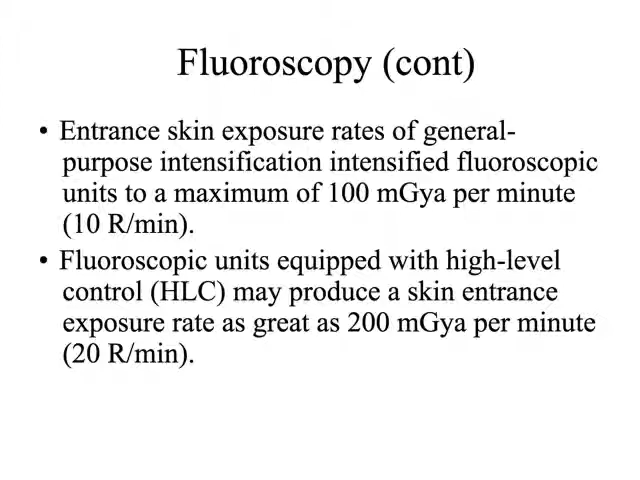 Fluoroscopy (cont)
• Entrance skin exposure rates of general-
purpose intensification intensified fluoroscopic
units to a maximum of 100 mGya per minute
(10 R/min).
• Fluoroscopic units equipped with high-level
control (HLC) may produce a skin entrance
exposure rate as great as 200 mGya per minute
(20 R/min).